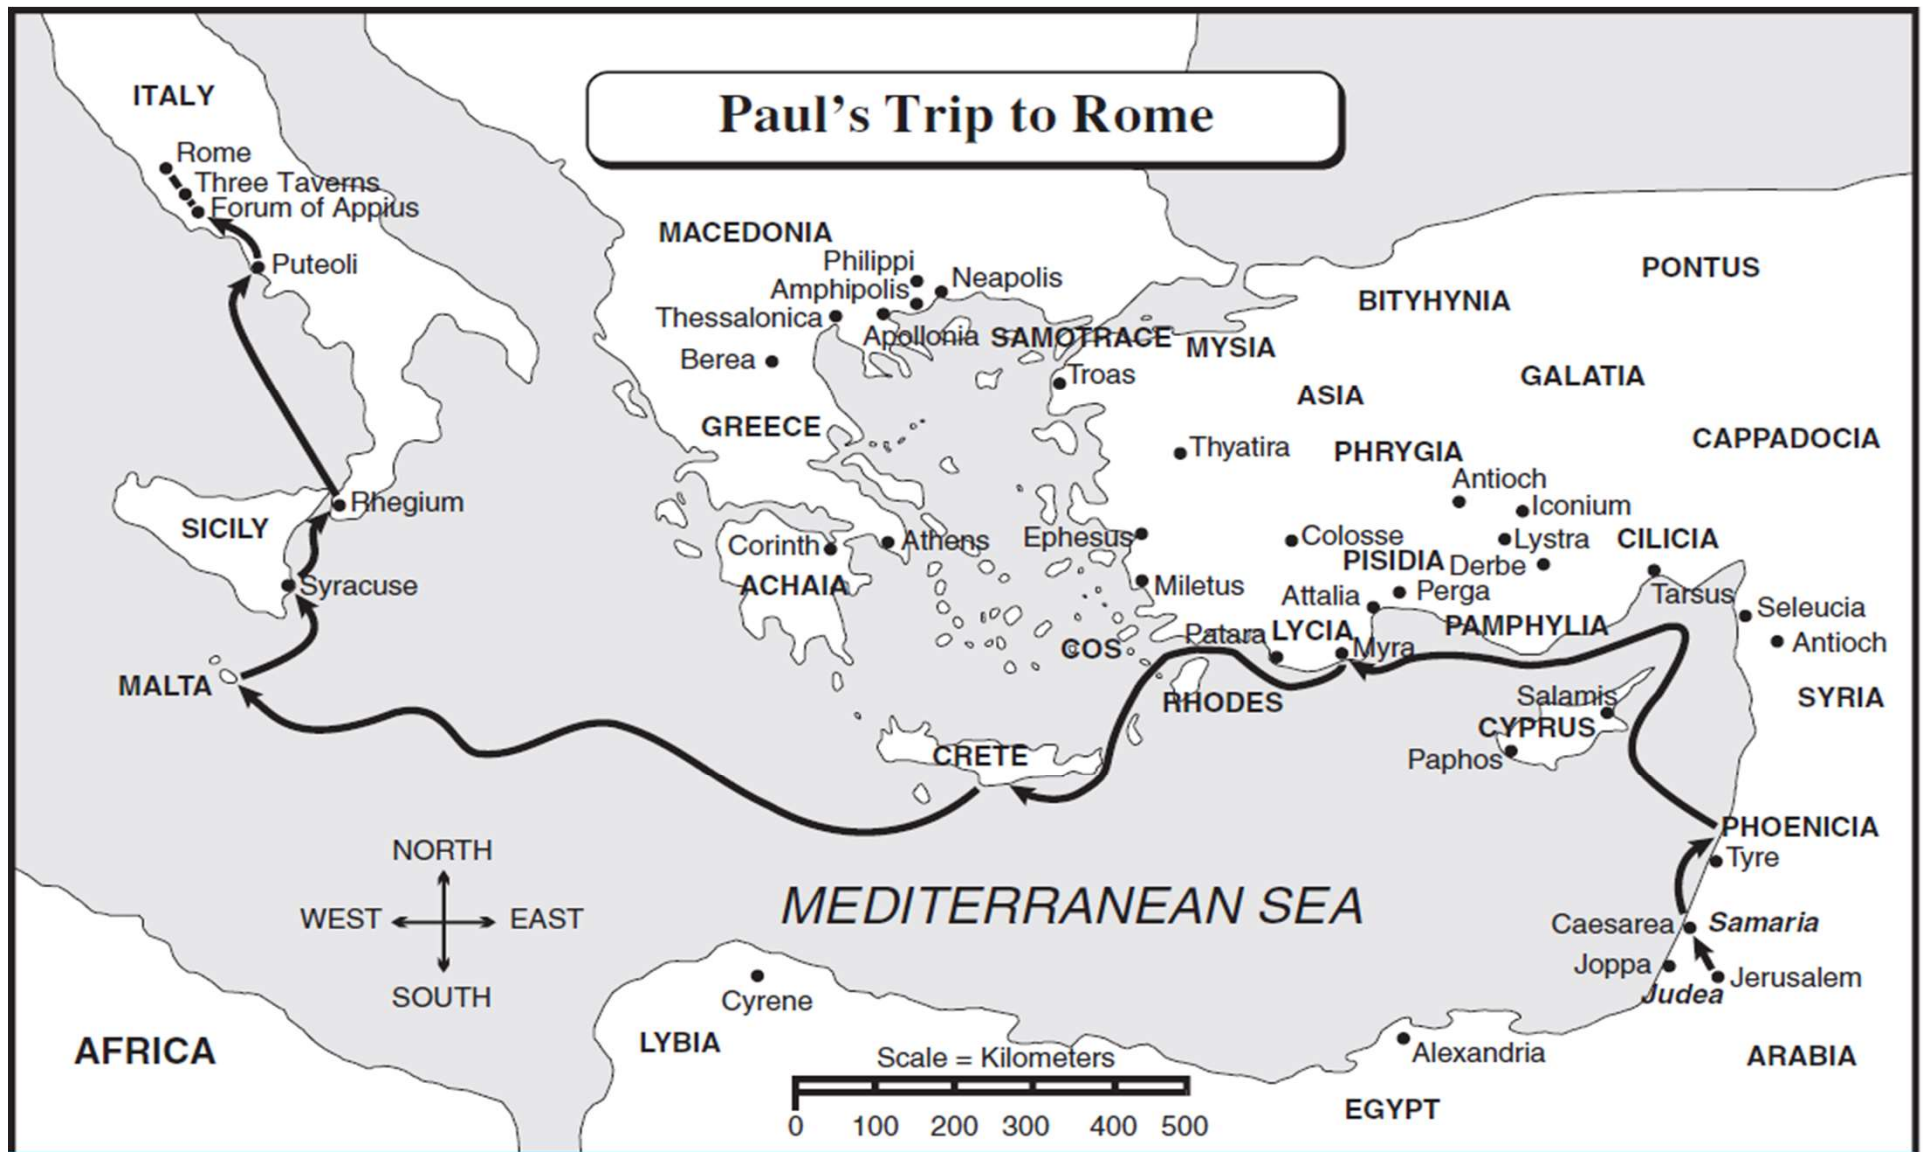 Paul's Trip to Rome
ITALY
Rome
Three Taverns
Forum of Appius
Puteoli
MACEDONIA
Philippi
Amphipolis
Neapolis
Thessalonica
Apollonia
SAMOTRACE
Berea
Troas
MYSIA
BITYHYNIA
PONTUS
ASIA
GALATIA
GREECE
Thyatira
PHRYGIA
CAPPADOCIA
Antioch
Iconium
Rhegium
SICILY
Syracuse
Corinth
Athens
ACHAIA
Ephesus
Colosse
Lystra
CILICIA
PISIDIA
Derbe
Miletus
Attalia
Perga
Tarsus
Seleucia
Antioch
COS
Patara
LYCIA
Myra
PAMPHYLIA
MALTA
RHODES
Salamis
CYPRUS
Paphos
SYRIA
CRETE
PHOENICIA
Tyre
NORTH
WEST
EAST
SOUTH
MEDITERRANEAN SEA
Caesarea
Samaria
Joppa
Jerusalem
Judea
Cyrene
AFRICA
LYBIA
Alexandria
ARABIA
EGYPT
Scale = Kilometers
0 100 200 300 400 500